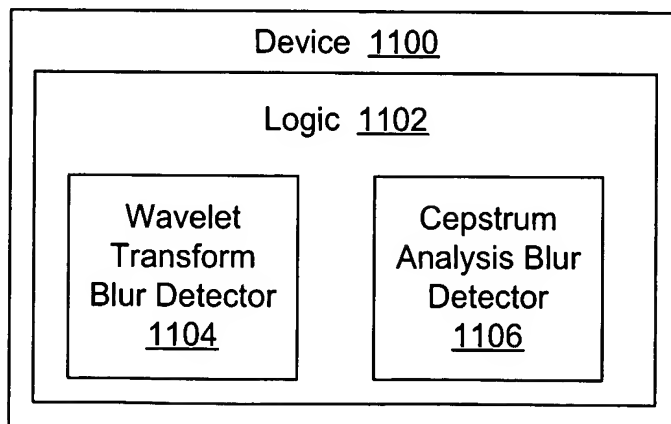 Device 1100
Logic 1102
Wavelet
Transform
Blur Detector
1104
Cepstrum
Analysis Blur
Detector
1106